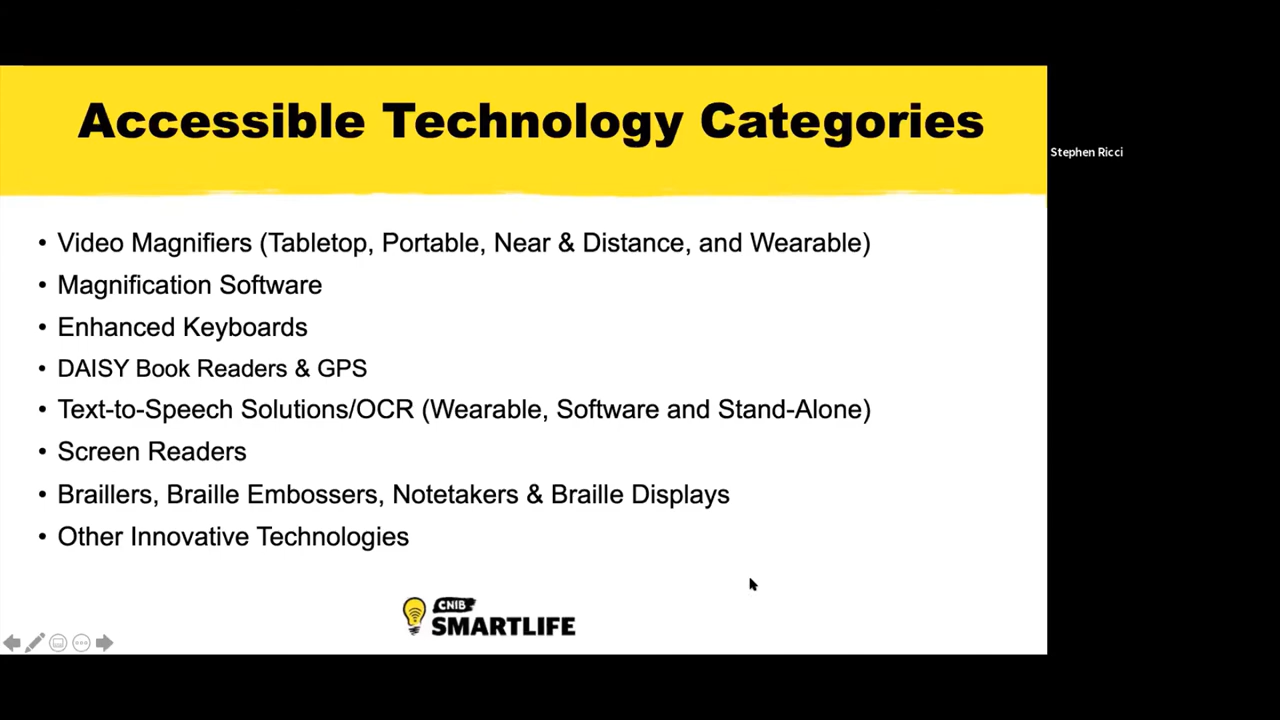 Accessible Technology Categories
Stephen Ricci
• Video Magnifiers (Tabletop, Portable, Near & Distance, and Wearable)
• Magnification Software
• Enhanced Keyboards
• DAISY Book Readers & GPS
• Text-to-Speech Solutions/OCR (Wearable, Software and Stand-Alone)
• Screen Readers
• Braillers, Braille Embossers, Notetakers & Braille Displays
• Other Innovative Technologies
CNIB
SMARTLIFE